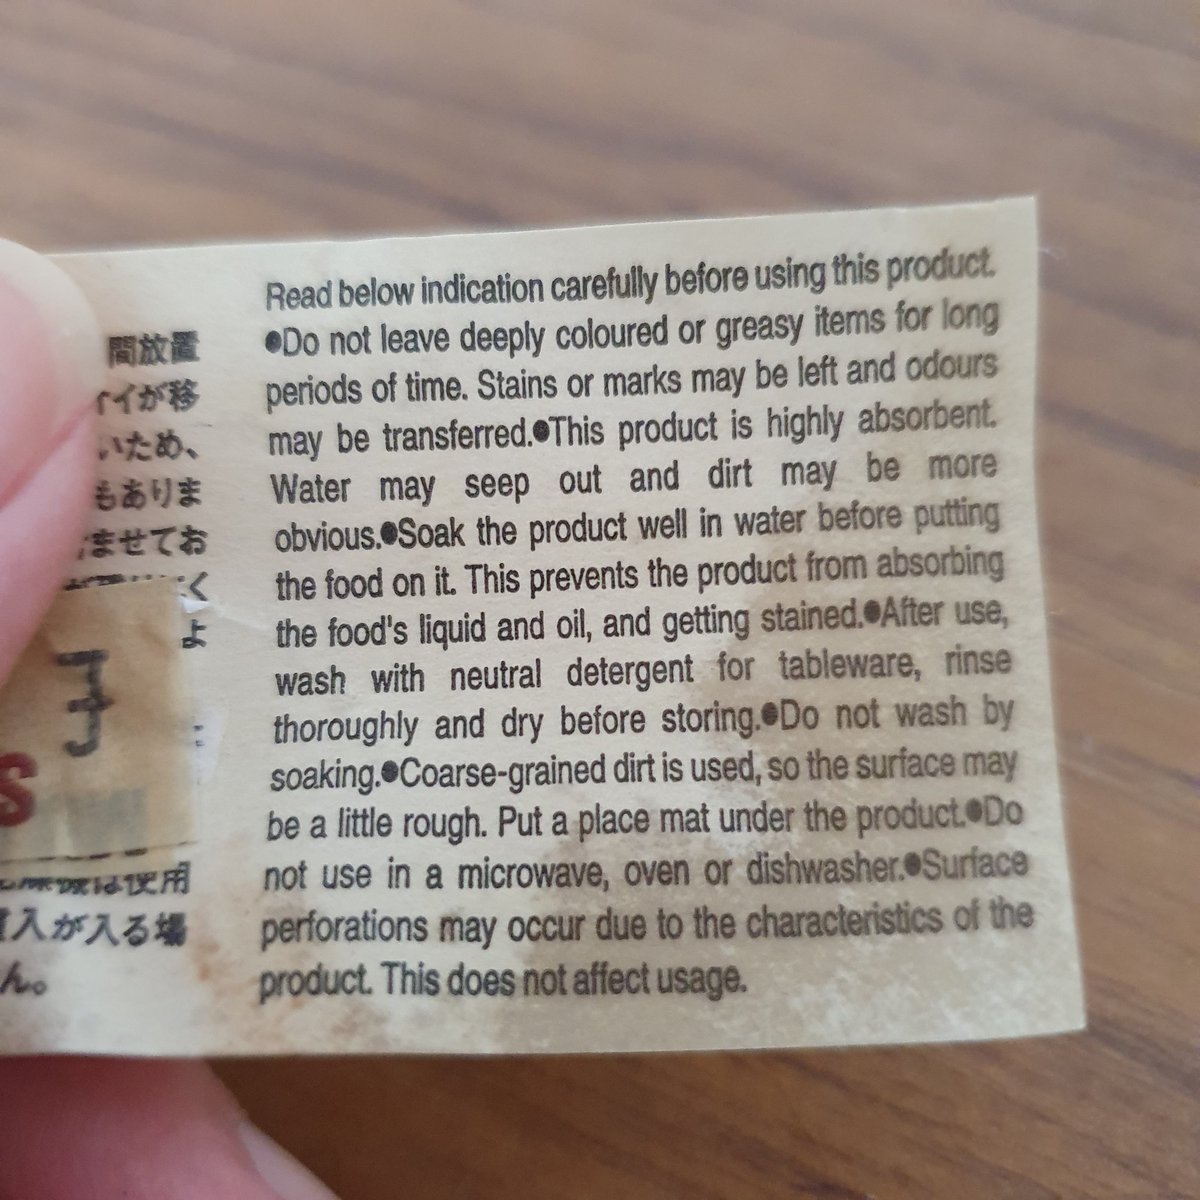 間放置
イが移
いため、
もありま
ませてお
く
よ
子
S
は使用
入が入る場
ん。
Read below indication carefully before using this product.
●Do not leave deeply coloured or greasy items for long
periods of time. Stains or marks may be left and odours
may be transferred.●This product is highly absorbent.
Water may seep out and dirt may be more
obvious.●Soak the product well in water before putting
the food on it. This prevents the product from absorbing
the food's liquid and oil, and getting stained.●After use,
wash with neutral detergent for tableware, rinse
thoroughly and dry before storing.●Do not wash by
soaking.●Coarse-grained dirt is used, so the surface may
be a little rough. Put a place mat under the product.●Do
not use in a microwave, oven or dishwasher.●Surface
perforations may occur due to the characteristics of the
product. This does not affect usage.